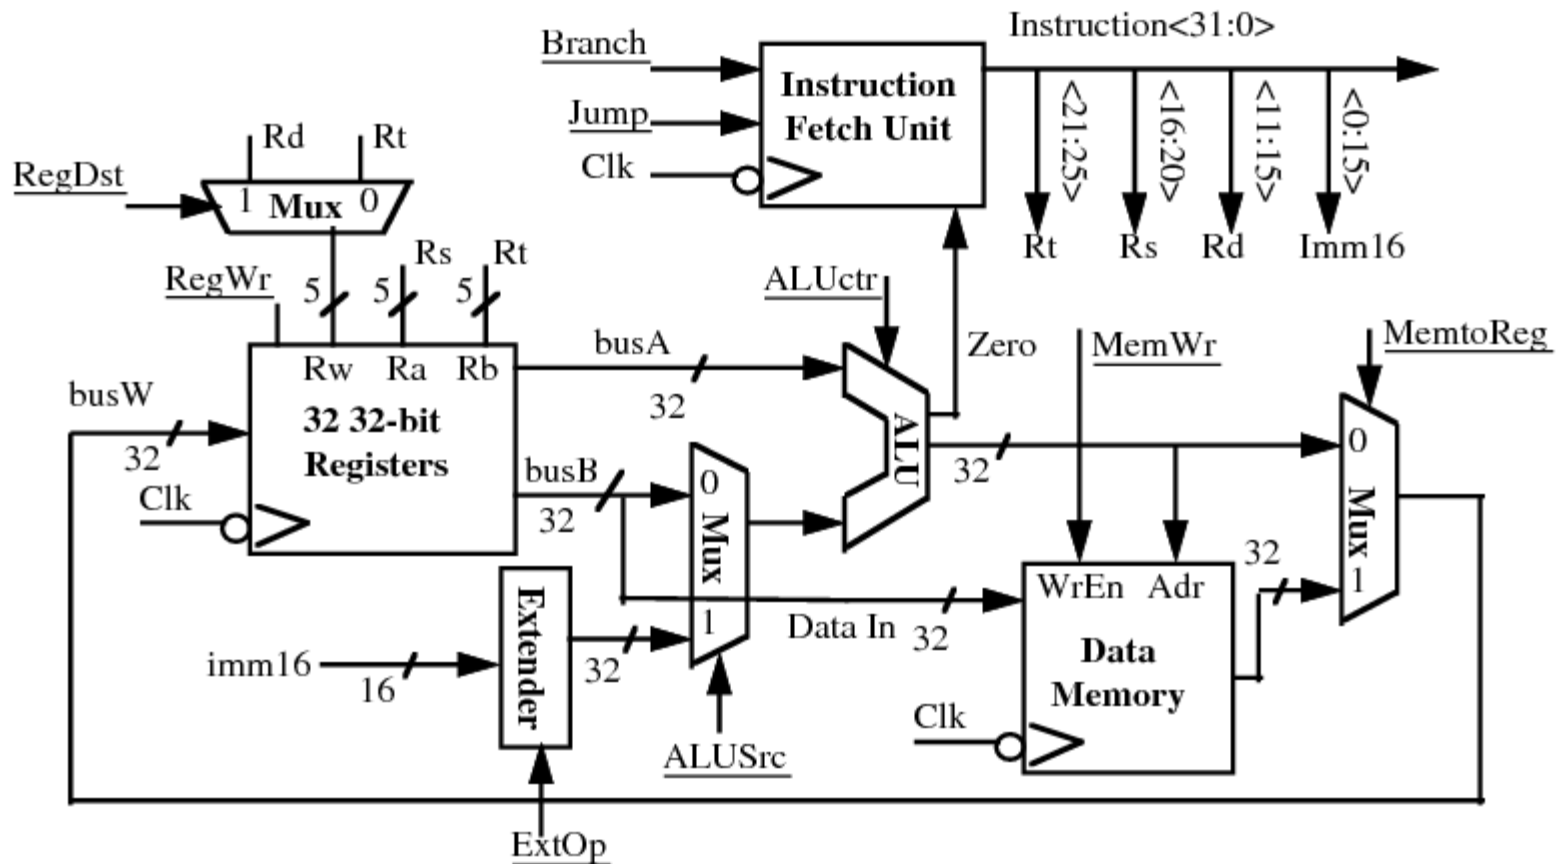 Instruction<31:0>
Branch
Instruction
Fetch Unit
Jump
Clk
<21:25>
<16:20>
<11:15>
<0:15>
Rt
Rs
Rd
Imm16
Rd
Rt
RegDst
1
Mux
0
RegWr
5
5
Rs
5
Rt
ALUctr
Zero
MemWr
MemtoReg
busW
32
Rw
Ra
Rb
32 32-bit
Registers
Clk
busA
32
busB
32
0
Mux
1
ALU
32
0
Mux
1
WrEn
Adr
32
Data In
32
Data
Memory
Clk
imm16
16
Extender
32
ALUSrc
ExtOp